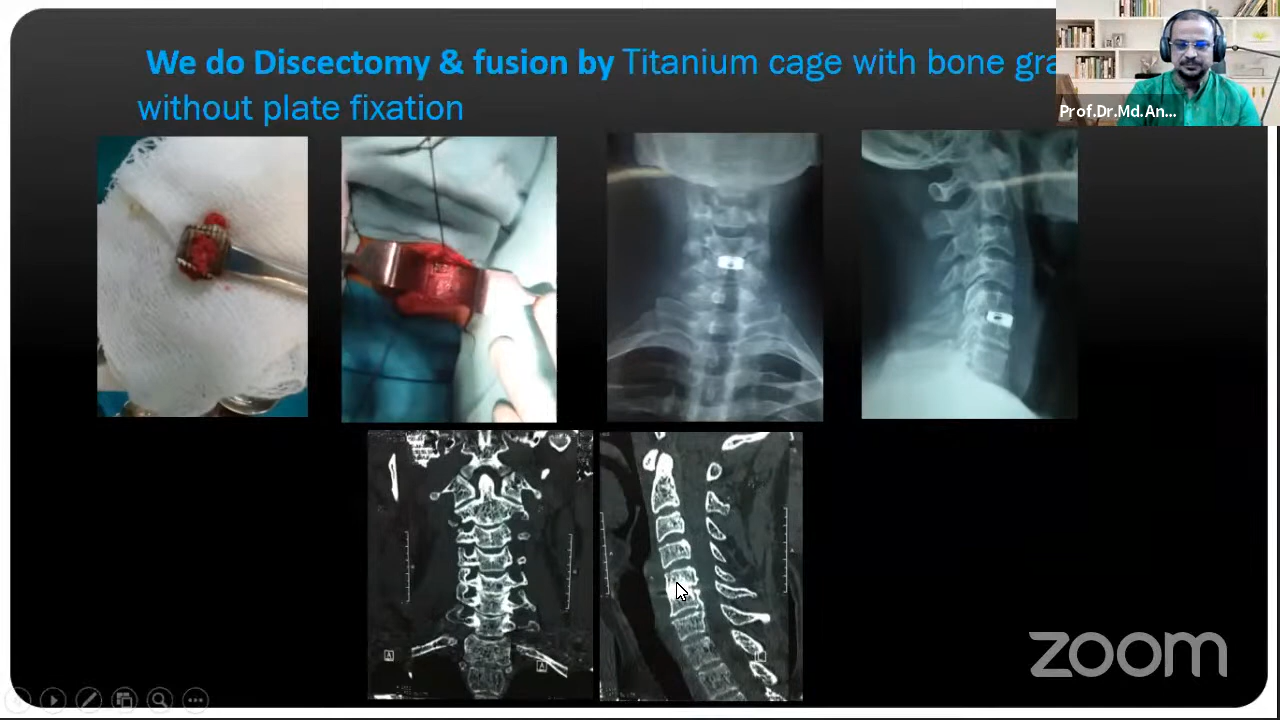 We do Discectomy & fusion by Titanium cage with bone gra
without plate fixation
Prof.Dr.Md.An...
zoom